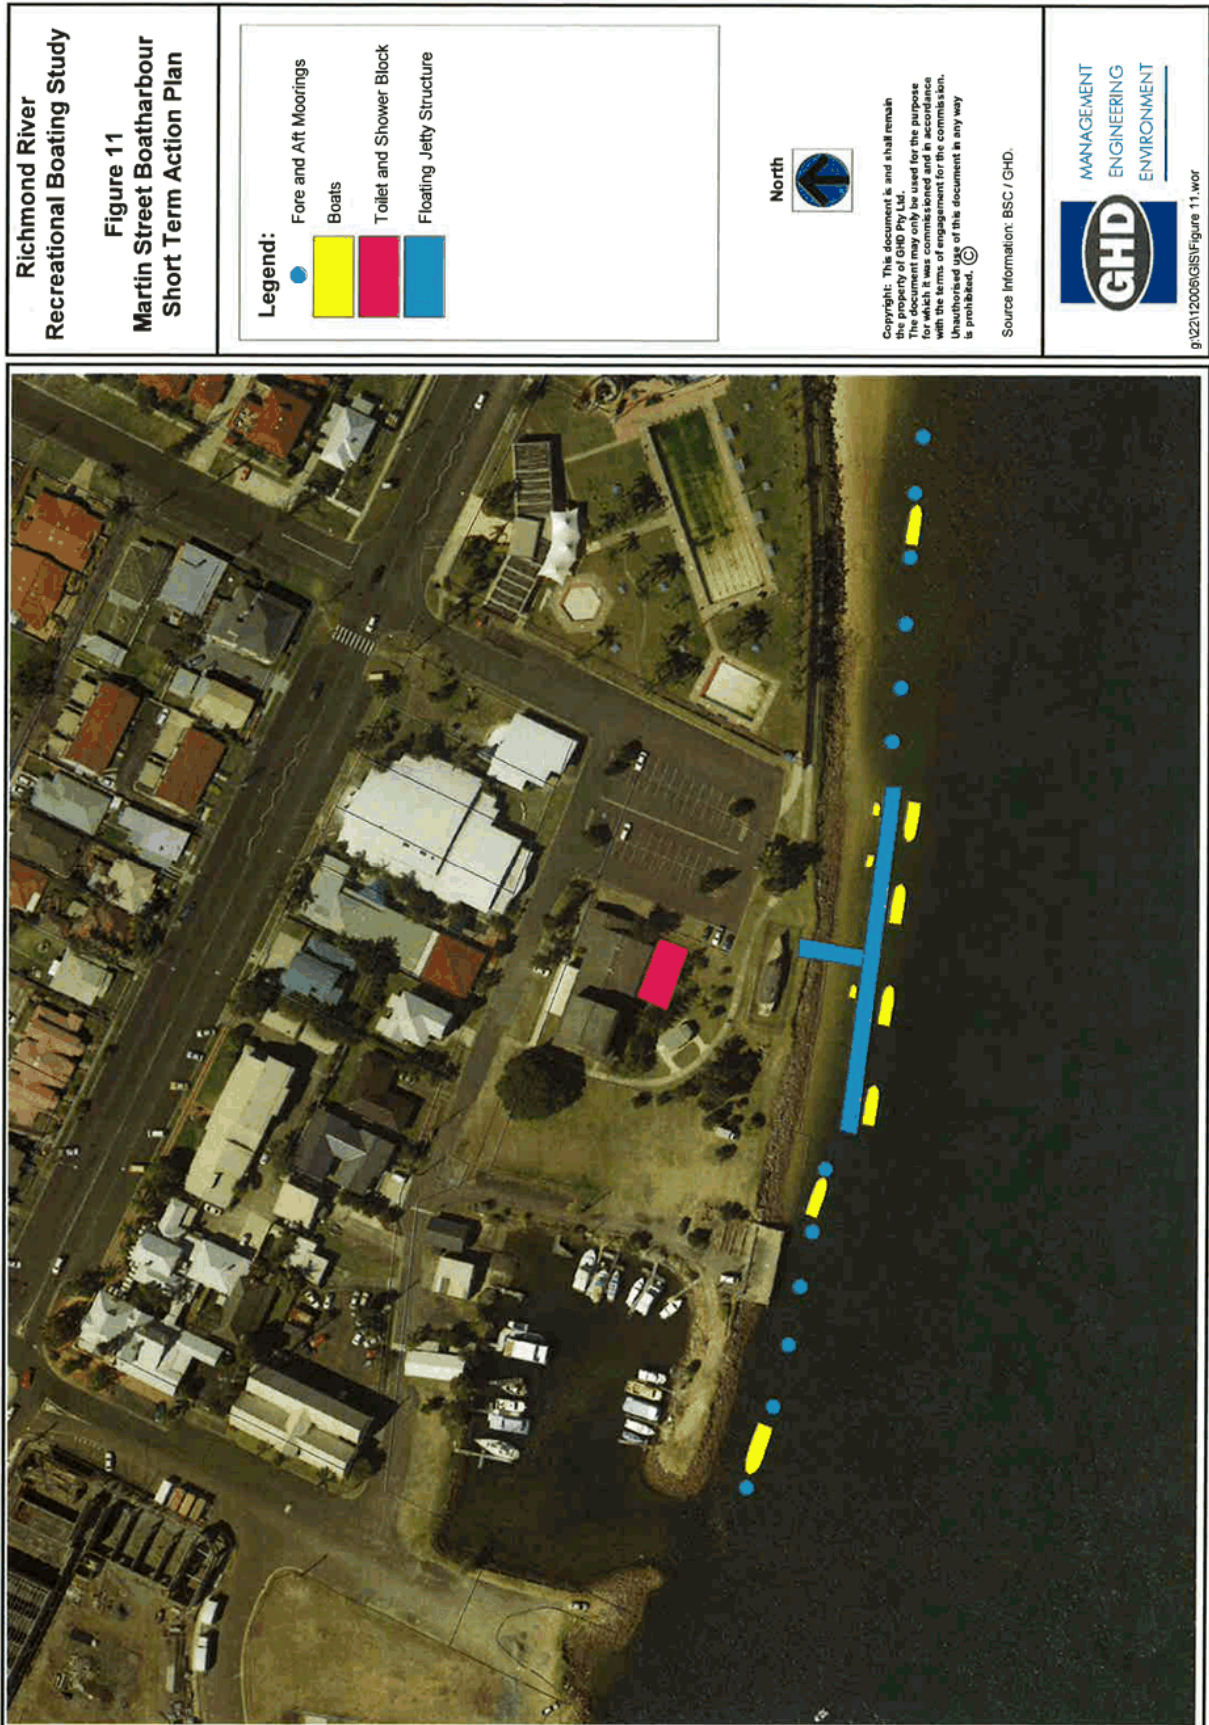 Richmond River
Recreational Boating Study
Figure 11
Martin Street Boatharbour
Short Term Action Plan
Legend:
Fore and Aft Moorings
Boats
Toilet and Shower Block
Floating Jetty Structure
North
Copyright: This document is and shall remain
the property of GHD Pty Ltd.
The document may only be used for the purpose
for which it was commissioned and in accordance
with the terms of engagement for the commission.
Unauthorised use of this document in any way
is prohibited. ©
Source Information: BSC / GHD.
GHD
MANAGEMENT
ENGINEERING
ENVIRONMENT
g:\22\12006\GIS\Figure 11.wor